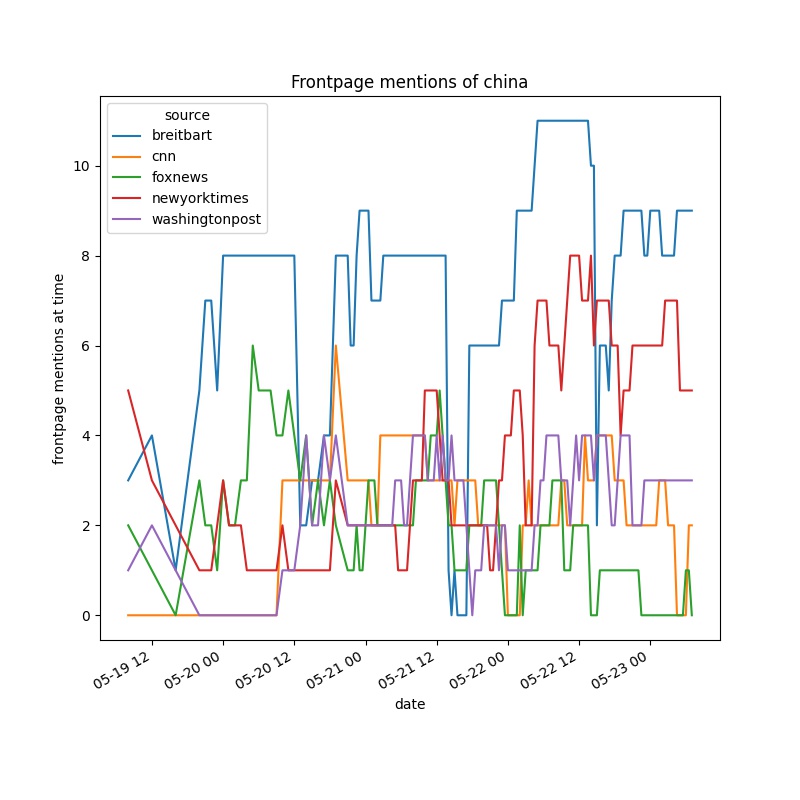 Frontpage mentions of china
source
breitbart
cnn
foxnews
newyorktimes
washingtonpost
frontpage mentions at time
10
8
6
4
2
0
05-19 12
05-20 00
05-20 12
05-21 00
05-21 12
05-22 00
05-22 12
05-23 00
date